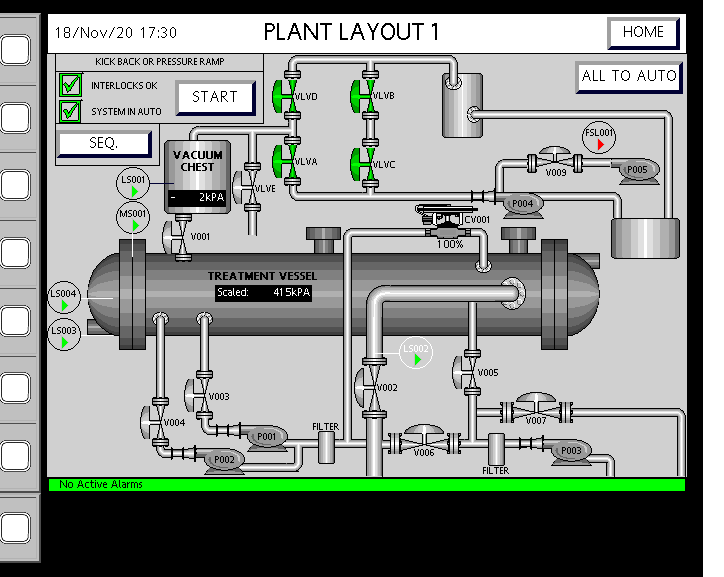 18/Nov/20 17:30
PLANT LAYOUT 1
HOME
KICK BACK OR PRESSURE RAMP
INTERLOCKS OK
SYSTEM IN AUTO
START
ALL TO AUTO
SEQ.
VLVD
VLVB
VLVA
VLVC
VLVE
FSL001
V009
P005
P004
VACUUM
CHEST
- 2kPA
LS001
MS001
V001
CV001
100%
TREATMENT VESSEL
Scaled: 415kPA
LS004
LS003
LS002
V002
V005
V003
V004
V007
P001
P002
FILTER
V006
FILTER
P003
No Active Alarms